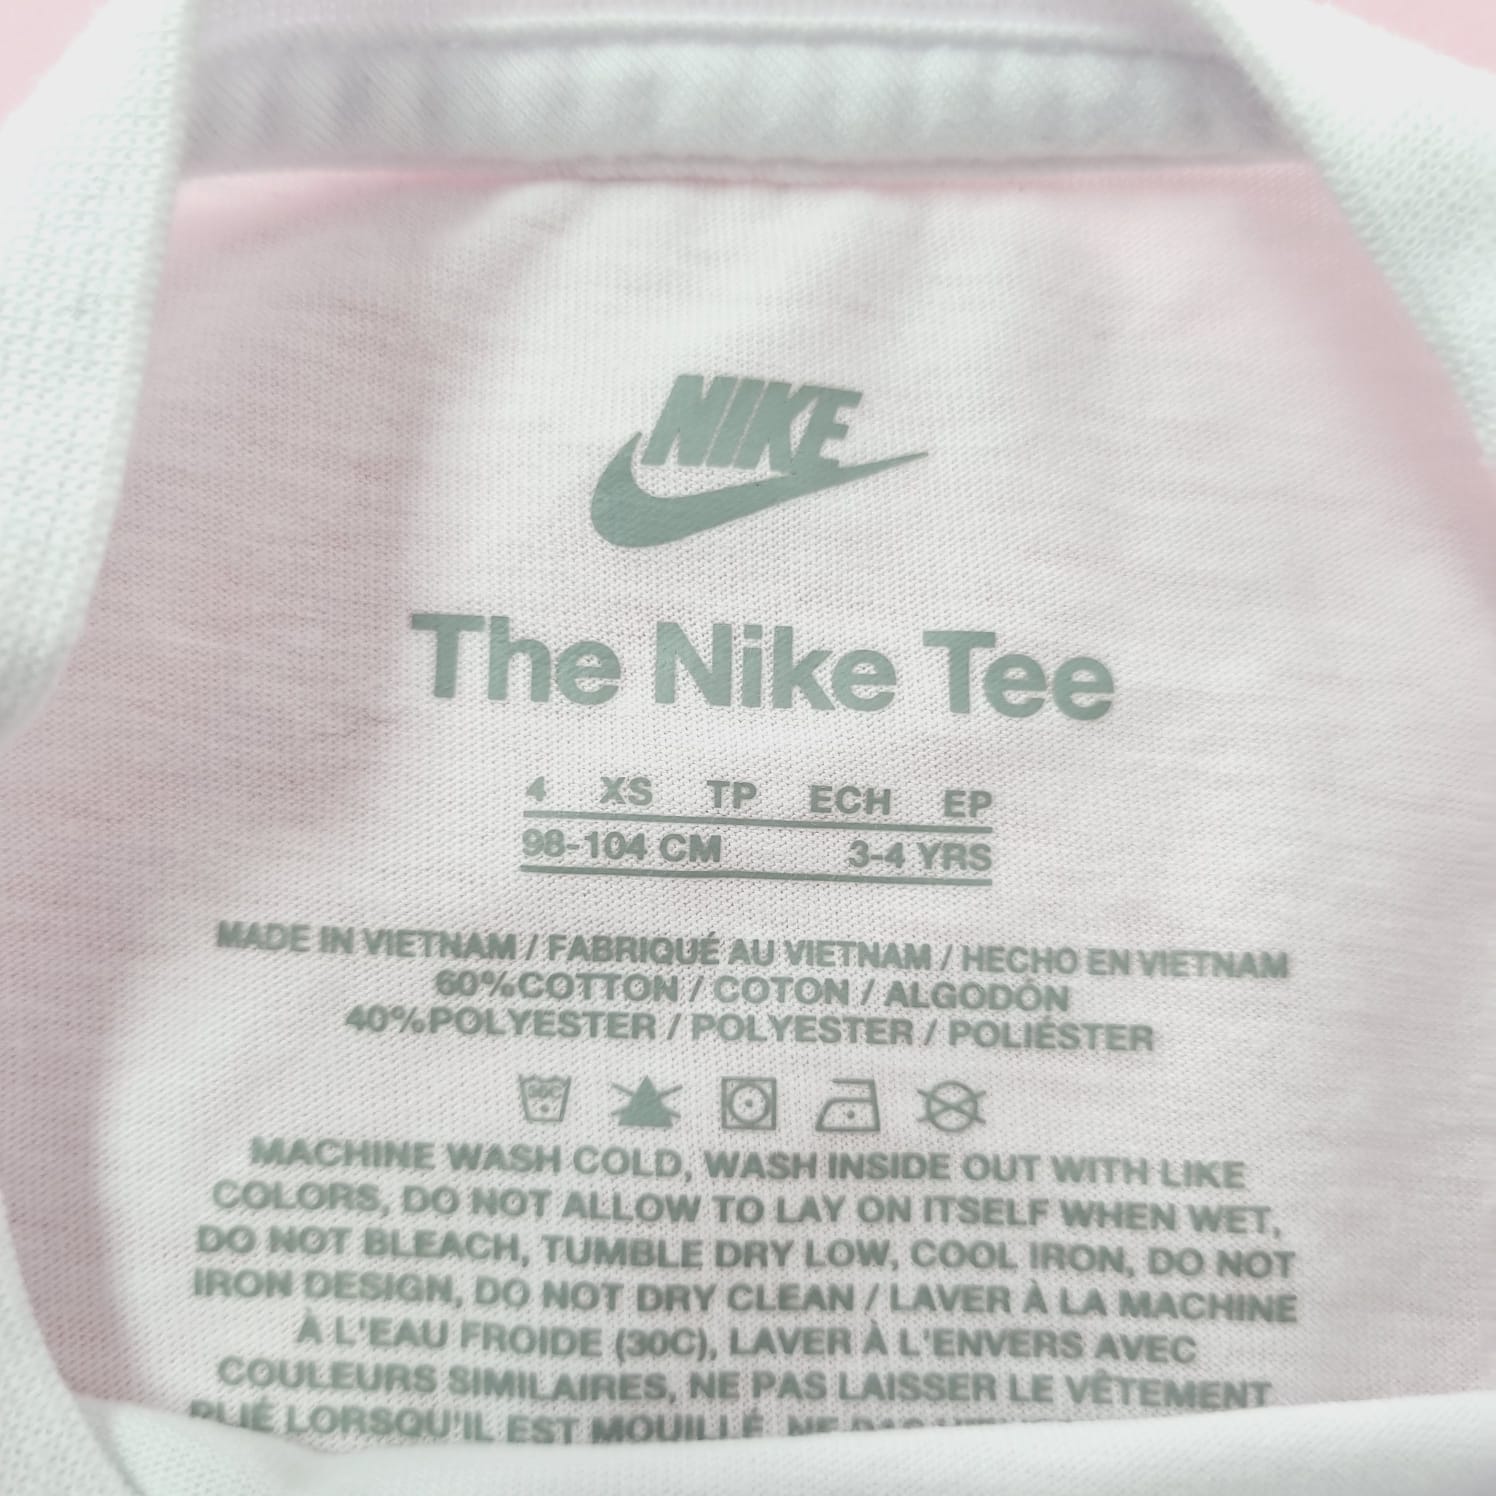 NIKE
The Nike Tee
4 XS TP ECH EP
98-104 CM 3-4 YRS
MADE IN VIETNAM / FABRIQUÉ AU VIETNAM / HECHO EN VIETNAM
60%COTTON / COTON / ALGODÓN
40%POLYESTER / POLYESTER / POLIÉSTER
30C
MACHINE WASH COLD, WASH INSIDE OUT WITH LIKE
COLORS, DO NOT ALLOW TO LAY ON ITSELF WHEN WET,
DO NOT BLEACH, TUMBLE DRY LOW, COOL IRON, DO NOT
IRON DESIGN, DO NOT DRY CLEAN / LAVER À LA MACHINE
À L'EAU FROIDE (30C), LAVER À L'ENVERS AVEC
COULEURS SIMILAIRES, NE PAS LAISSER LE VÊTEMENT
PLIÉ LORSQU'IL EST MOUILLÉ, NE PAS